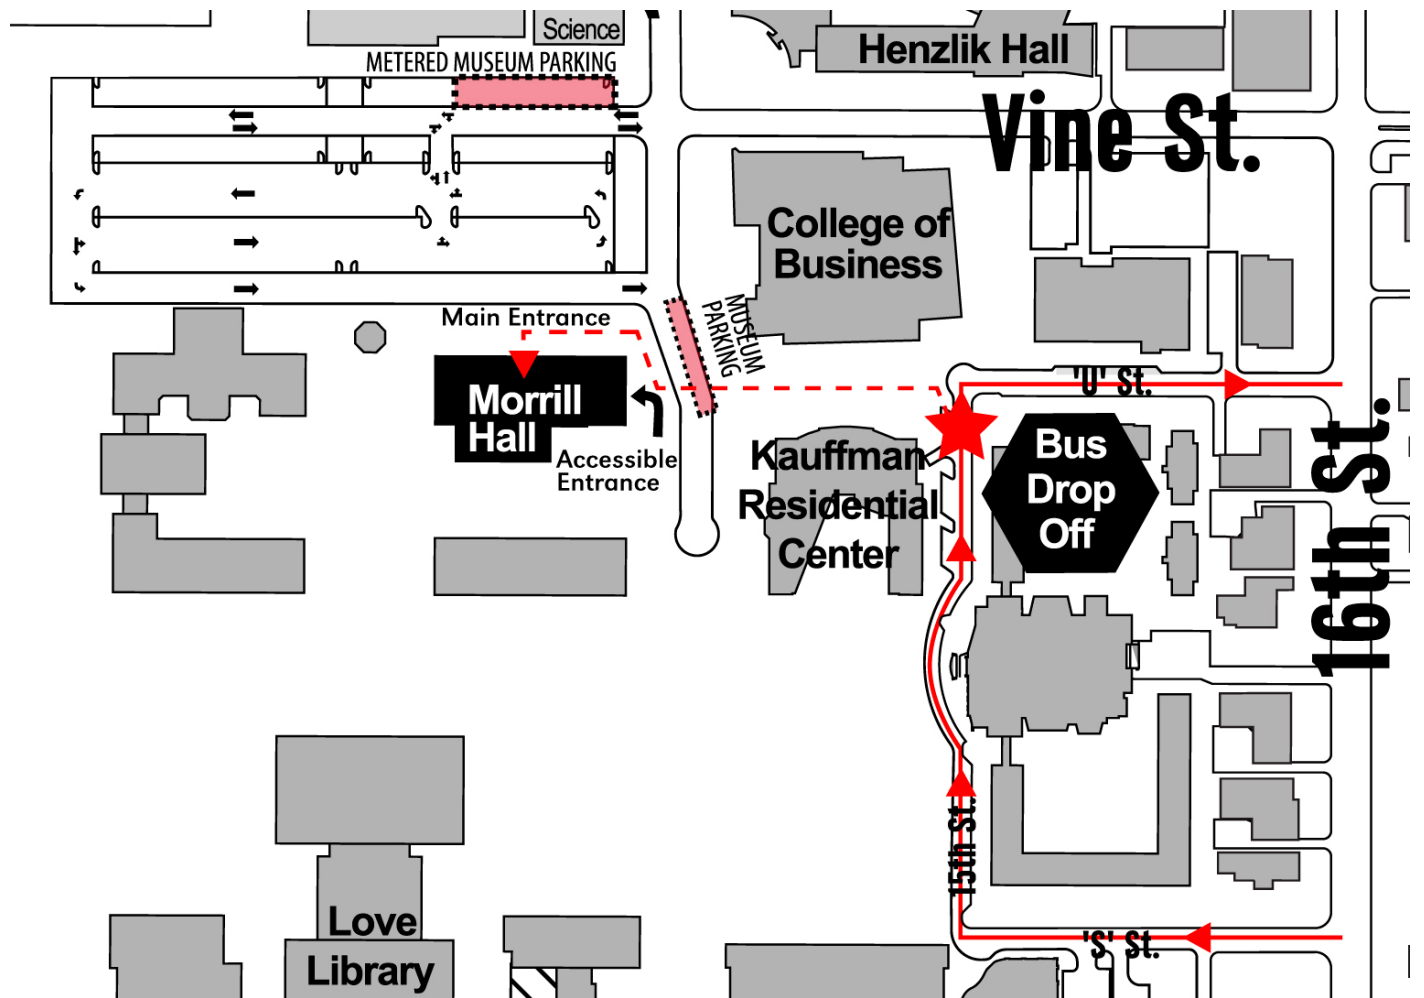 Science
METERED MUSEUM PARKING
Henzlik Hall
Vine St.
College of
Business
MUSEUM
PARKING
Main Entrance
Morrill
Hall
Accessible
Entrance
'U' St.
Kauffman
Residential
Center
Bus
Drop
Off
16th St.
15th St.
'S' St.
Love
Library